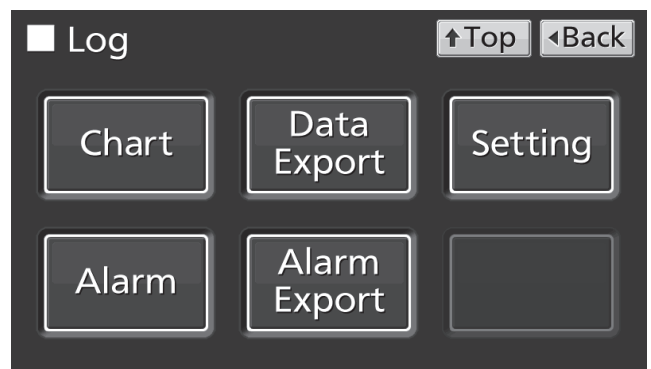 Log
↑Top
◂Back
Chart
Data
Export
Setting
Alarm
Alarm
Export